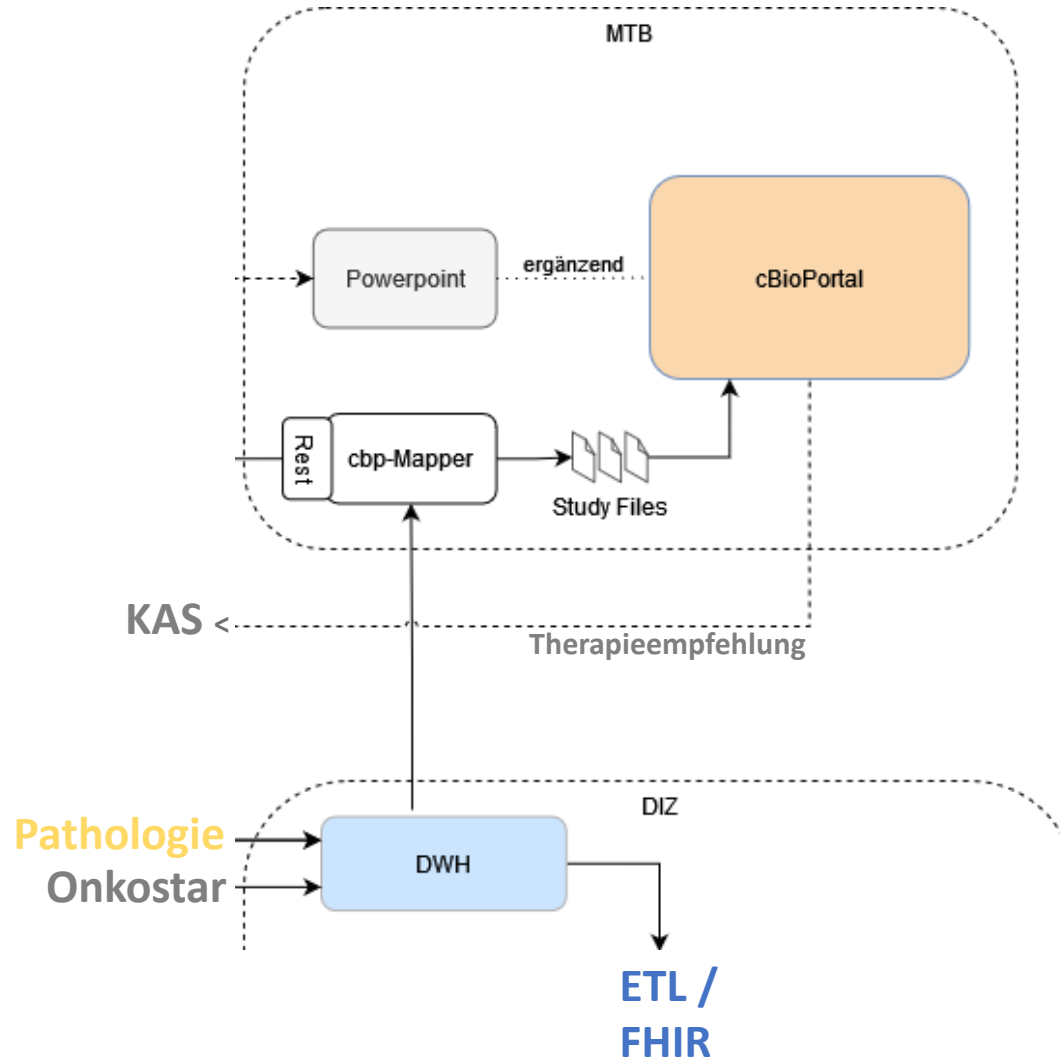 MTB
Powerpoint
ergänzend
cBioPortal
Rest
cbp-Mapper
Study Files
KAS <
Therapieempfehlung
DIZ
Pathologie
Onkostar
DWH
ETL /
FHIR